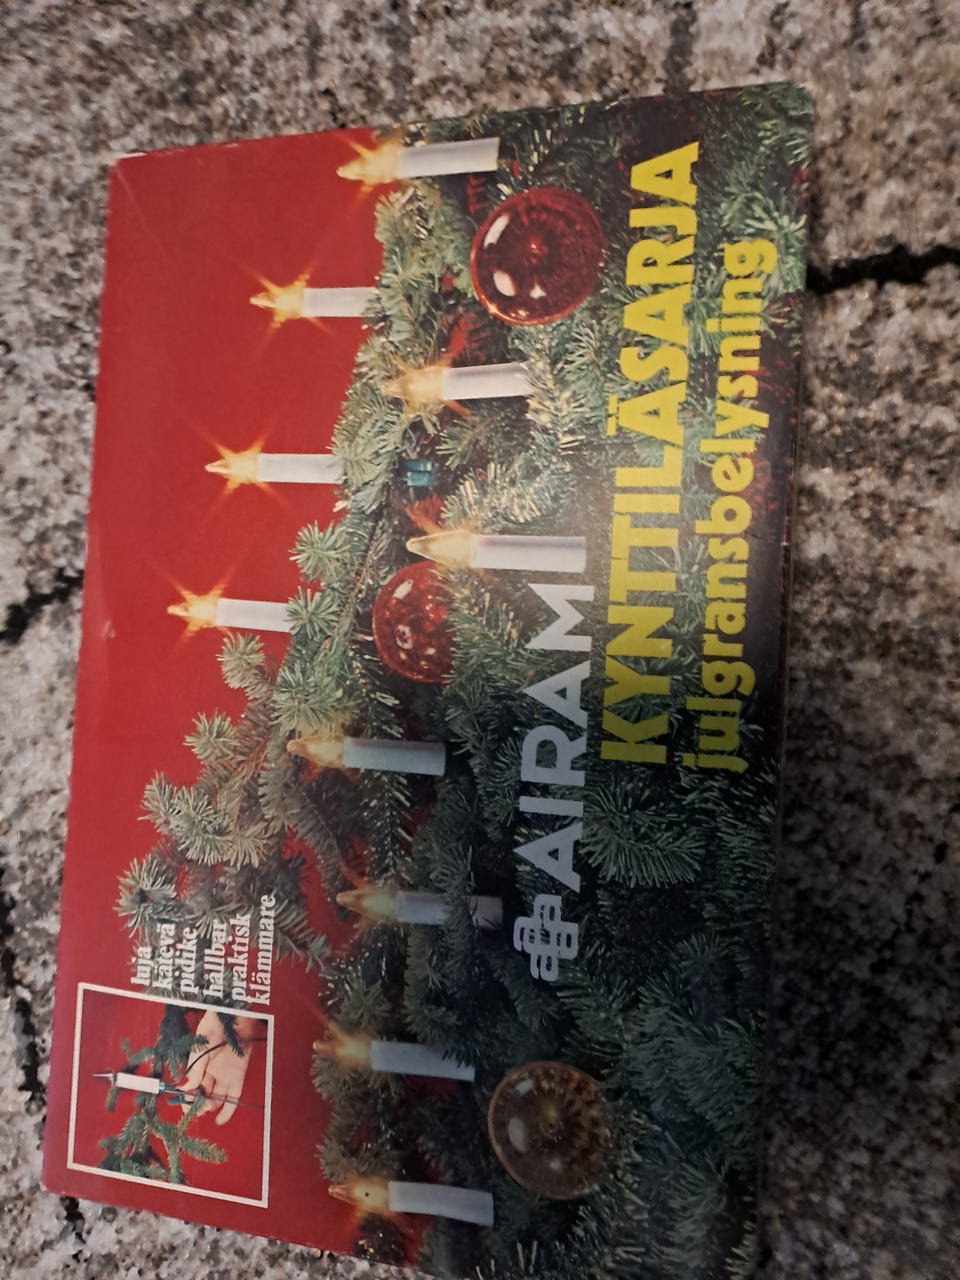 luja
kätevä
pidike
hållbar
praktisk
klämmare
AIRAM
KYNTTILÄSARJA
julgransbelysning